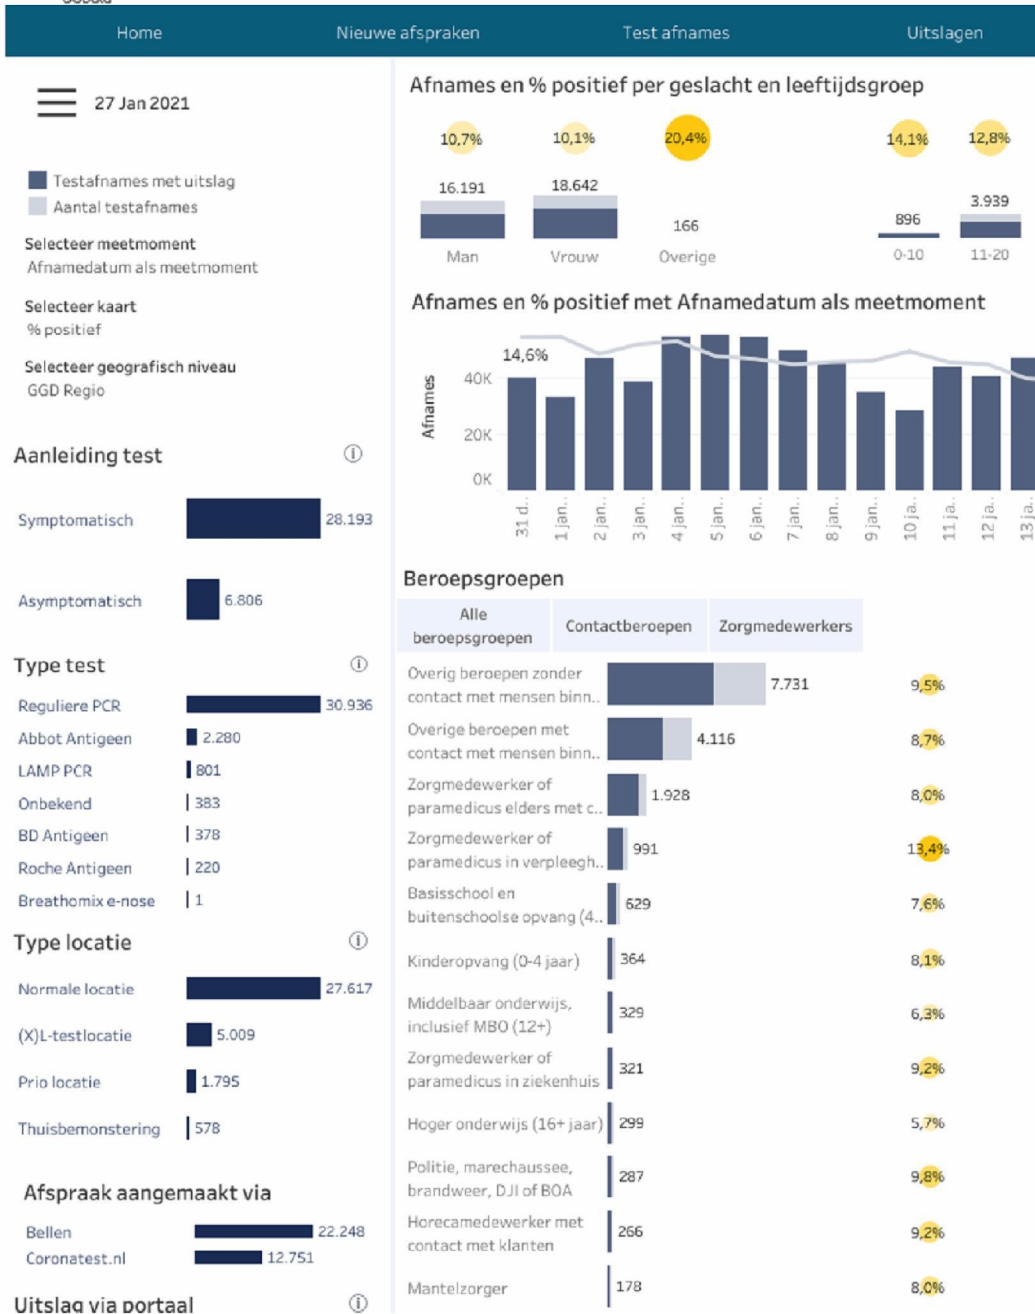 Home
Nieuwe afspraken
Test afnames
Uitslagen
27 Jan 2021
Testafnames met uitslag
Aantal testafnames
Selecteer meetmoment
Afnamedatum als meetmoment
Selecteer kaart
% positief
Selecteer geografisch niveau
GGD Regio
Aanleiding test
Symptomatisch 28.193
Asymptomatisch 6.806
Type test
Reguliere PCR 30.936
Abbot Antigeen 2.280
LAMP PCR 801
Onbekend 383
BD Antigeen 378
Roche Antigeen 220
Breathomix e-nose 1
Type locatie
Normale locatie 27.617
(X)L-testlocatie 5.009
Prio locatie 1.795
Thuisbemonstering 578
Afspraak aangemaakt via
Bellen 22.248
Coronatest.nl 12.751
Uitslag via portaal
Afnames en % positief per geslacht en leeftijdsgroep
10,7% 10,1% 20,4% 14,1% 12,8%
16.191 18.642 166 896 3.939
Man Vrouw Overige 0-10 11-20
Afnames en % positief met Afnamedatum als meetmoment
14,6%
Afnames
40K
20K
0K
31 d.. 1 jan.. 2 jan.. 3 jan.. 4 jan.. 5 jan.. 6 jan.. 7 jan.. 8 jan.. 9 jan.. 10 ja.. 11 ja.. 12 ja.. 13 ja..
Beroepsgroepen
Alle
beroepsgroepen
Contactberoepen
Zorgmedewerkers
Overig beroepen zonder
contact met mensen binn.. 7.731 9,5%
Overige beroepen met
contact met mensen binn.. 4.116 8,7%
Zorgmedewerker of
paramedicus elders met c.. 1.928 8,0%
Zorgmedewerker of
paramedicus in verpleegh.. 991 13,4%
Basisschool en
buitenschoolse opvang (4.. 629 7,6%
Kinderopvang (0-4 jaar) 364 8,1%
Middelbaar onderwijs,
inclusief MBO (12+) 329 6,3%
Zorgmedewerker of
paramedicus in ziekenhuis 321 9,2%
Hoger onderwijs (16+ jaar) 299 5,7%
Politie, marechaussee,
brandweer, DJI of BOA 287 9,8%
Horecamedewerker met
contact met klanten 266 9,2%
Mantelzorger 178 8,0%